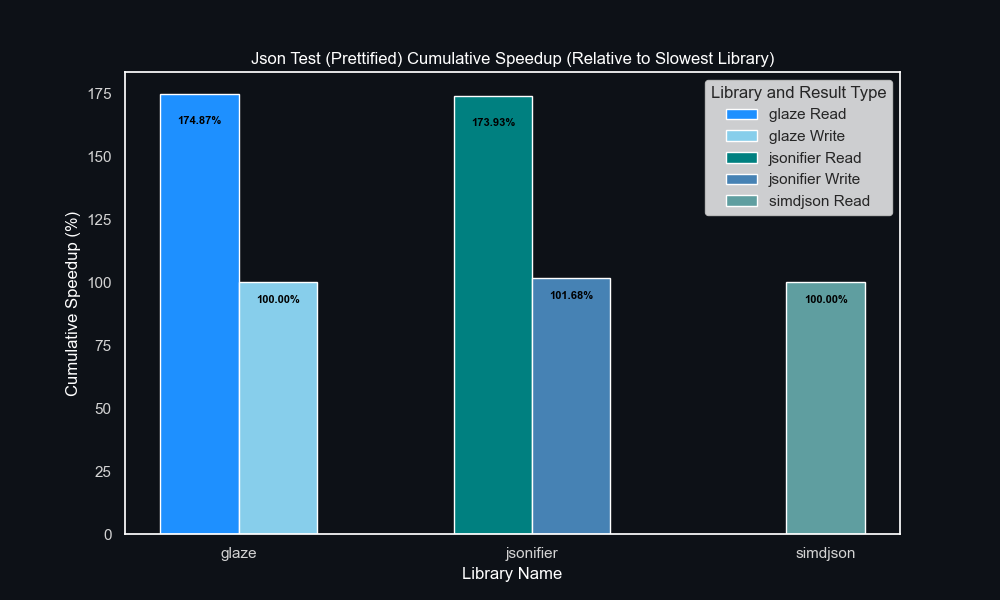 Json Test (Prettified) Cumulative Speedup (Relative to Slowest Library)
Library and Result Type
glaze Read
glaze Write
jsonifier Read
jsonifier Write
simdjson Read
Cumulative Speedup (%)
175
150
125
100
75
50
25
0
174.87%
100.00%
173.93%
101.68%
100.00%
glaze
jsonifier
simdjson
Library Name